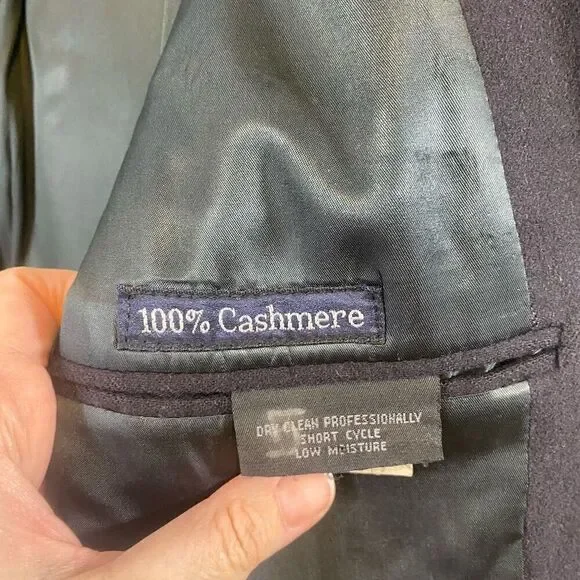 100% Cashmere
DRY CLEAN PROFESSIONALLY
SHORT CYCLE
LOW MOISTURE